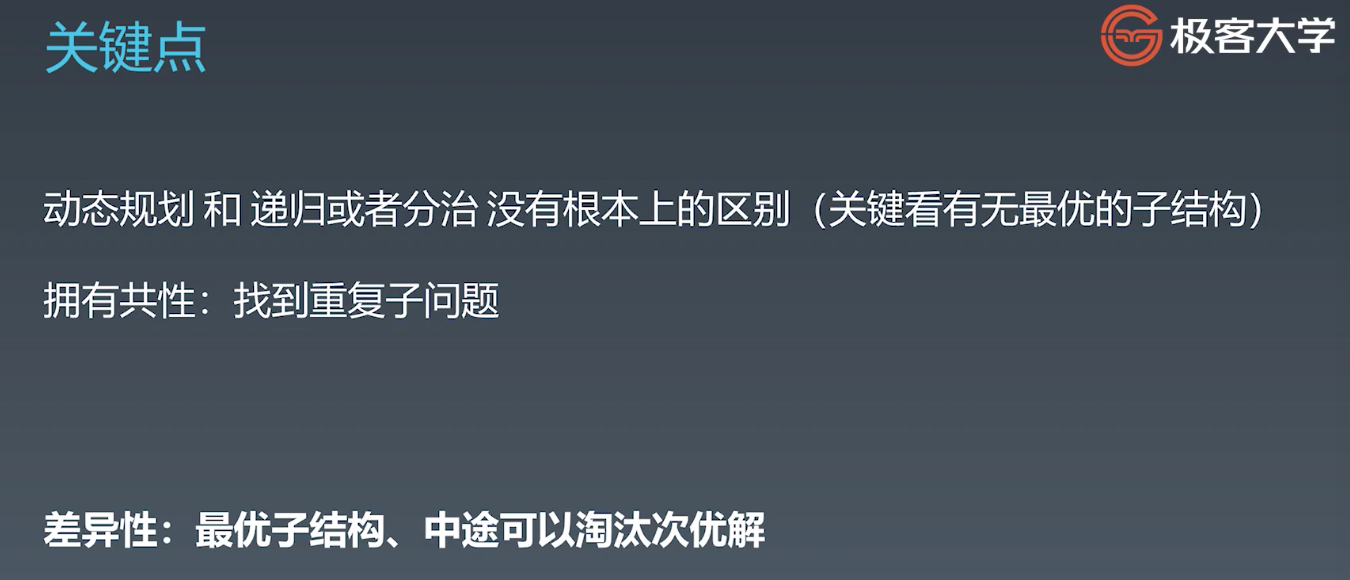 关键点
极客大学
动态规划 和 递归或者分治 没有根本上的区别（关键看有无最优的子结构）
拥有共性：找到重复子问题
差异性：最优子结构、中途可以淘汰次优解